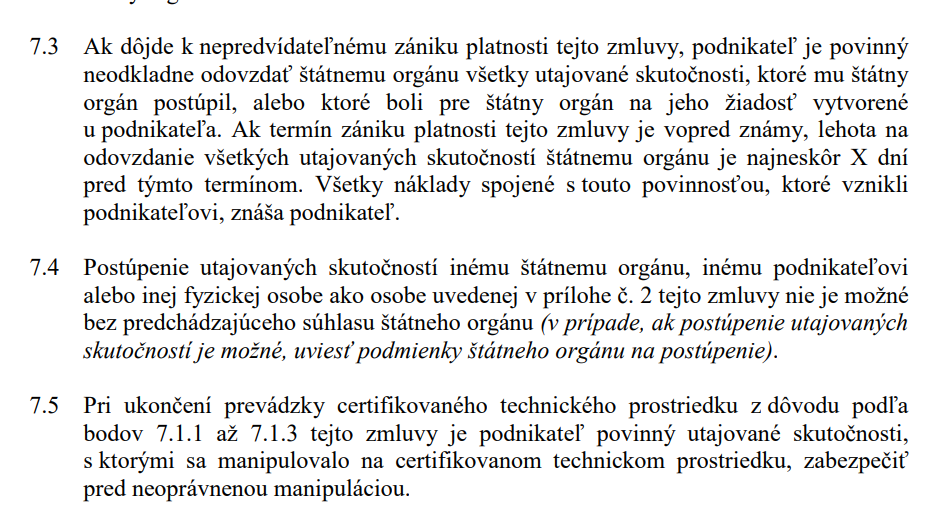 7.3 Ak dôjde k nepredvídateľnému zániku platnosti tejto zmluvy, podnikateľ je povinný
neodkladne odovzdať štátnemu orgánu všetky utajované skutočnosti, ktoré mu štátny
orgán postúpil, alebo ktoré boli pre štátny orgán na jeho žiadosť vytvorené
u podnikateľa. Ak termín zániku platnosti tejto zmluvy je vopred známy, lehota na
odovzdanie všetkých utajovaných skutočností štátnemu orgánu je najneskôr X dní
pred týmto termínom. Všetky náklady spojené s touto povinnosťou, ktoré vznikli
podnikateľovi, znáša podnikateľ.
7.4 Postúpenie utajovaných skutočností inému štátnemu orgánu, inému podnikateľovi
alebo inej fyzickej osobe ako osobe uvedenej v prílohe č. 2 tejto zmluvy nie je možné
bez predchádzajúceho súhlasu štátneho orgánu (v prípade, ak postúpenie utajovaných
skutočností je možné, uviesť podmienky štátneho orgánu na postúpenie).
7.5 Pri ukončení prevádzky certifikovaného technického prostriedku z dôvodu podľa
bodov 7.1.1 až 7.1.3 tejto zmluvy je podnikateľ povinný utajované skutočnosti,
s ktorými sa manipulovalo na certifikovanom technickom prostriedku, zabezpečiť
pred neoprávnenou manipuláciou.